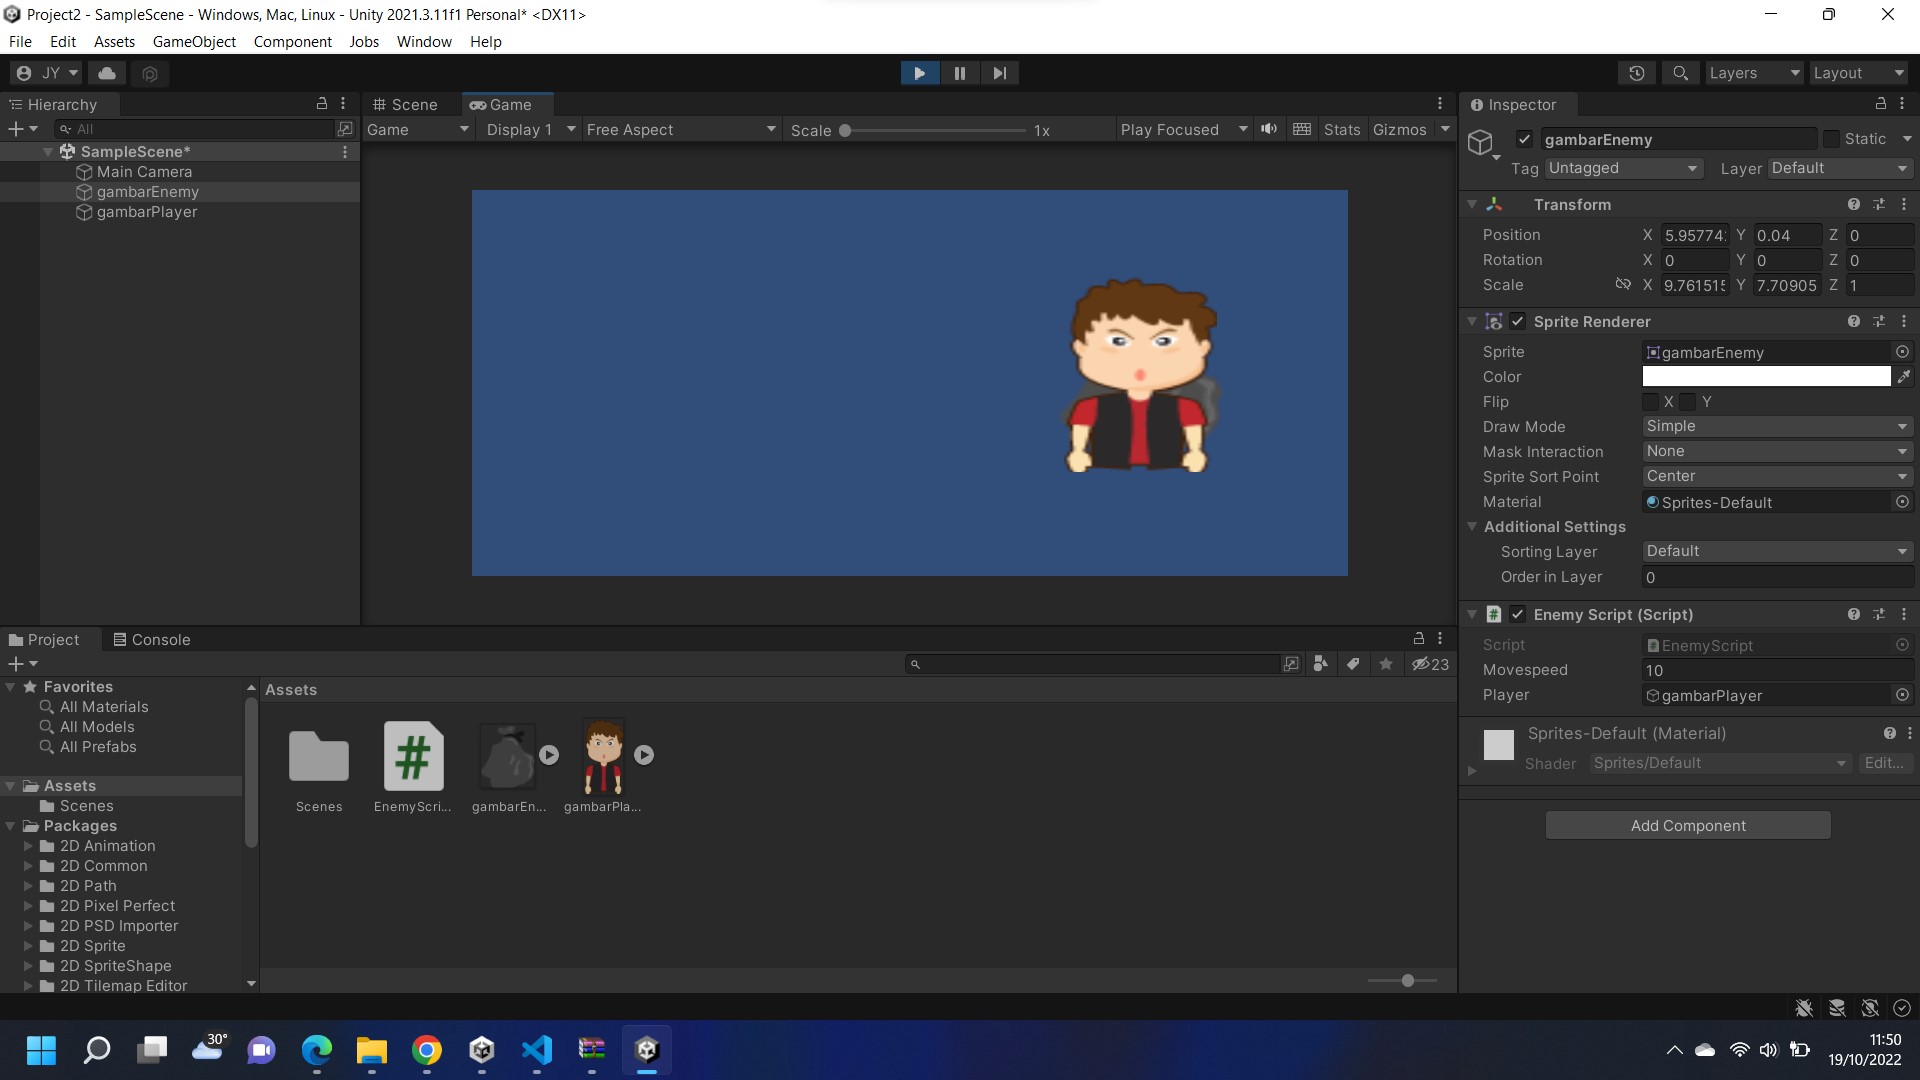 Project2 - SampleScene - Windows, Mac, Linux - Unity 2021.3.11f1 Personal* <DX11>
File Edit Assets GameObject Component Jobs Window Help
JY Layers Layout
Hierarchy Scene Game Inspector
All Game Display 1 Free Aspect Scale 1x Play Focused Stats Gizmos
gambarEnemy Static
SampleScene*
Main Camera
gambarEnemy
gambarPlayer
Tag Untagged Layer Default
Transform
Position X 5.95774 Y 0.04 Z 0
Rotation X 0 Y 0 Z 0
Scale X 9.761515 Y 7.70905 Z 1
Sprite Renderer
Sprite gambarEnemy
Color
Flip X Y
Draw Mode Simple
Mask Interaction None
Sprite Sort Point Center
Material Sprites-Default
Additional Settings
Sorting Layer Default
Order in Layer 0
Enemy Script (Script)
Script EnemyScript
Movespeed 10
Player gambarPlayer
Sprites-Default (Material)
Shader Sprites/Default Edit...
Add Component
Project Console
23
Favorites
All Materials
All Models
All Prefabs
Assets
Scenes
Packages
2D Animation
2D Common
2D Path
2D Pixel Perfect
2D PSD Importer
2D Sprite
2D SpriteShape
2D Tilemap Editor
Assets
Scenes EnemyScri... gambarEn... gambarPla...
30°
11:50
19/10/2022